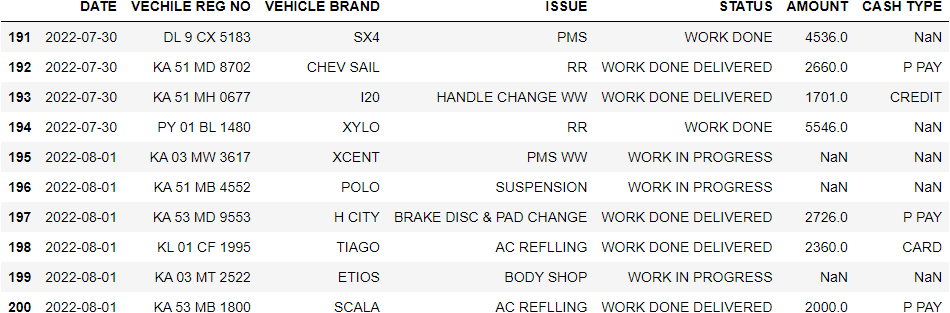 DATE VECHILE REG NO VEHICLE BRAND ISSUE STATUS AMOUNT CASH TYPE
191 2022-07-30 DL 9 CX 5183 SX4 PMS WORK DONE 4536.0 NaN
192 2022-07-30 KA 51 MD 8702 CHEV SAIL RR WORK DONE DELIVERED 2660.0 P PAY
193 2022-07-30 KA 51 MH 0677 I20 HANDLE CHANGE WW WORK DONE DELIVERED 1701.0 CREDIT
194 2022-07-30 PY 01 BL 1480 XYLO RR WORK DONE 5546.0 NaN
195 2022-08-01 KA 03 MW 3617 XCENT PMS WW WORK IN PROGRESS NaN NaN
196 2022-08-01 KA 51 MB 4552 POLO SUSPENSION WORK IN PROGRESS NaN NaN
197 2022-08-01 KA 53 MD 9553 H CITY BRAKE DISC & PAD CHANGE WORK DONE DELIVERED 2726.0 P PAY
198 2022-08-01 KL 01 CF 1995 TIAGO AC REFLLING WORK DONE DELIVERED 2360.0 CARD
199 2022-08-01 KA 03 MT 2522 ETIOS BODY SHOP WORK IN PROGRESS NaN NaN
200 2022-08-01 KA 53 MB 1800 SCALA AC REFLLING WORK DONE DELIVERED 2000.0 P PAY